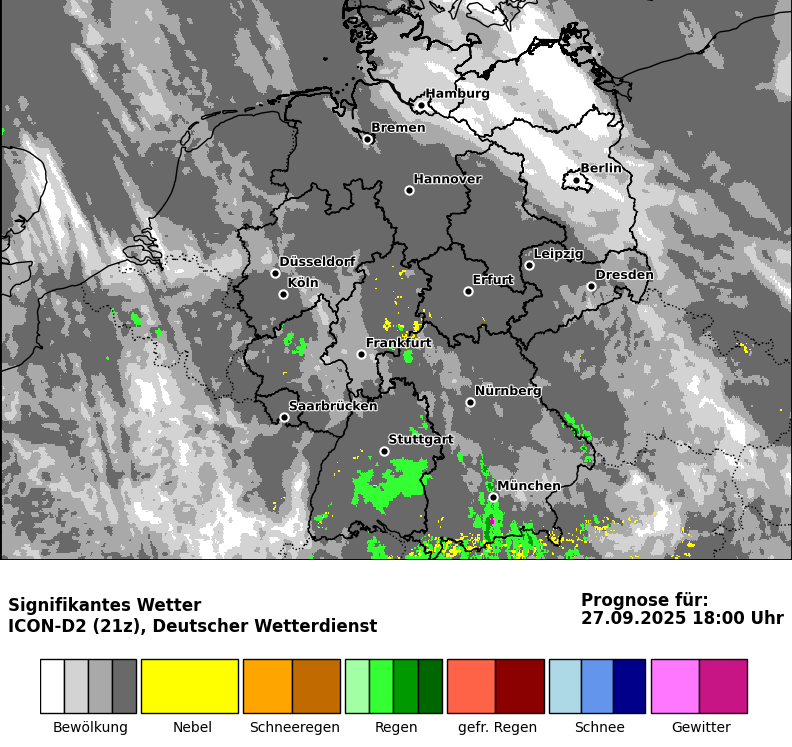 Hamburg
Bremen
Berlin
Hannover
Düsseldorf
Leipzig
Köln
Erfurt
Dresden
Frankfurt
Nürnberg
Saarbrücken
Stuttgart
München
Signifikantes Wetter
ICON-D2 (21z), Deutscher Wetterdienst
Prognose für:
27.09.2025 18:00 Uhr
Bewölkung Nebel Schneeregen Regen gefr. Regen Schnee Gewitter